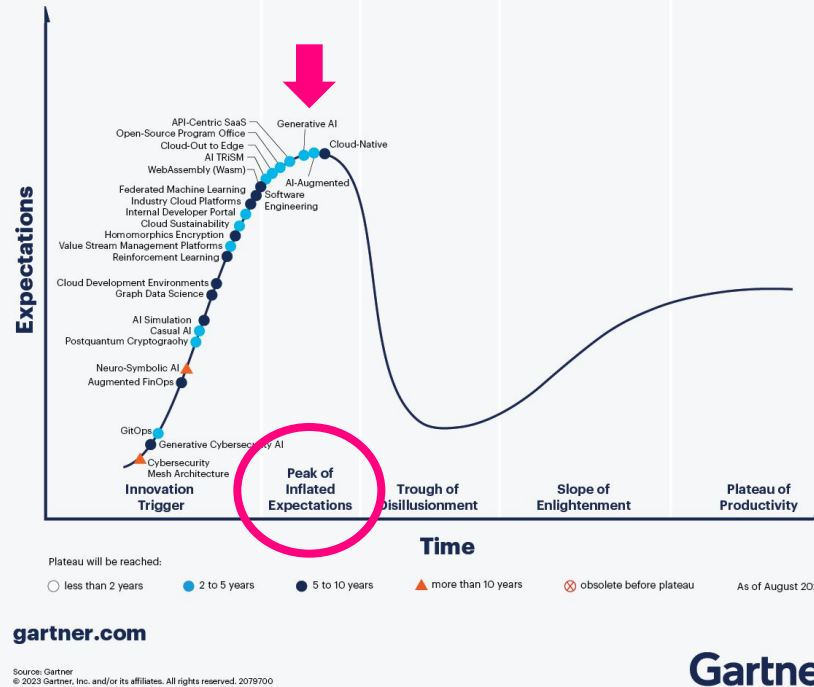 API-Centric SaaS
Generative AI
Open-Source Program Office
Cloud-Native
Cloud-Out to Edge
AI TRiSM
WebAssembly (Wasm)
AI-Augmented
Software
Engineering
Federated Machine Learning
Industry Cloud Platforms
Internal Developer Portal
Cloud Sustainability
Homomorphics Encryption
Value Stream Management Platforms
Reinforcement Learning
Cloud Development Environments
Graph Data Science
AI Simulation
Casual AI
Postquantum Cryptograohy
Neuro-Symbolic AI
Augmented FinOps
GitOps
Generative Cybersecurity AI
Cybersecurity
Mesh Architecture
Expectations
Innovation
Trigger
Peak of
Inflated
Expectations
Trough of
Disillusionment
Slope of
Enlightenment
Plateau of
Productivity
Time
Plateau will be reached:
less than 2 years
2 to 5 years
5 to 10 years
more than 10 years
obsolete before plateau
As of August 20
gartner.com
Source: Gartner
© 2023 Gartner, Inc. and/or its affiliates. All rights reserved. 2079700
Gartne